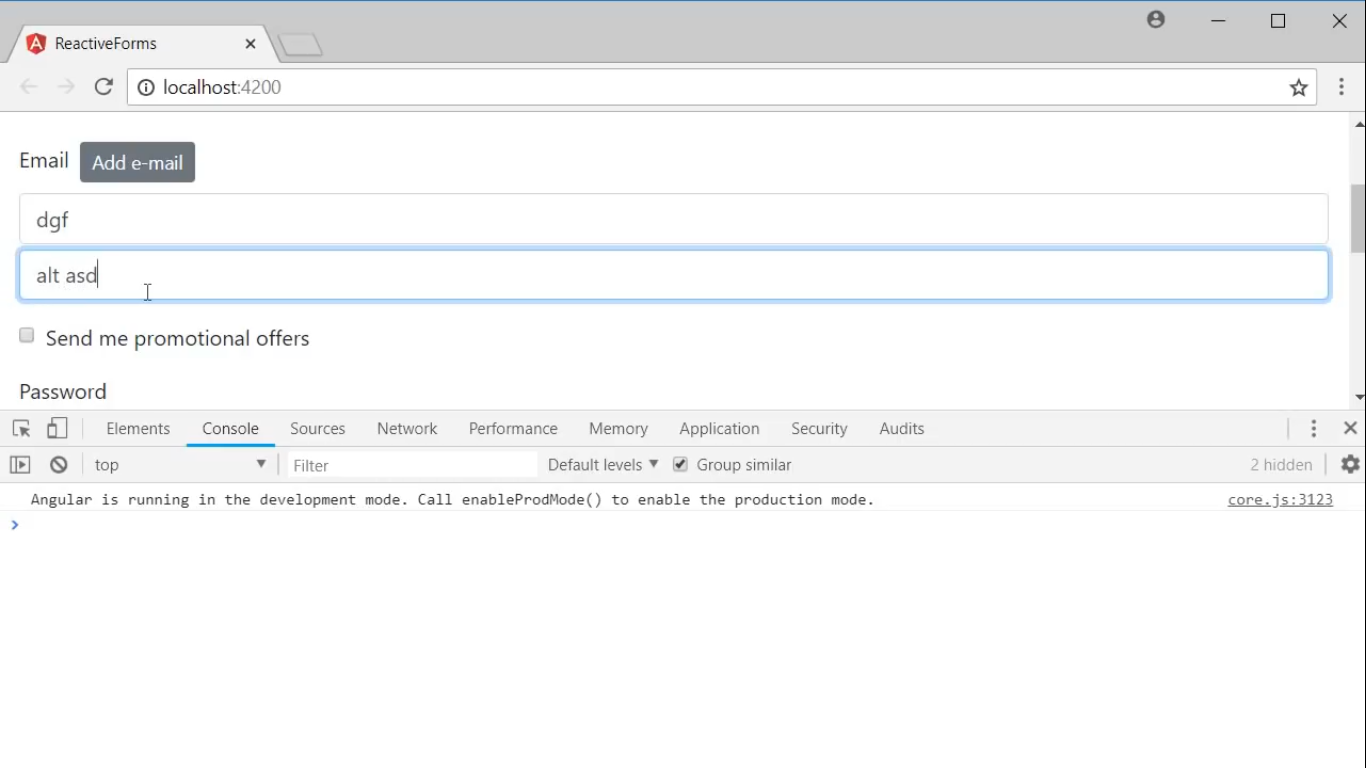 ReactiveForms
localhost:4200
Email Add e-mail
dgf
alt asd
Send me promotional offers
Password
Elements Console Sources Network Performance Memory Application Security Audits
top Filter Default levels Group similar 2 hidden
Angular is running in the development mode. Call enableProdMode() to enable the production mode. core.js:3123